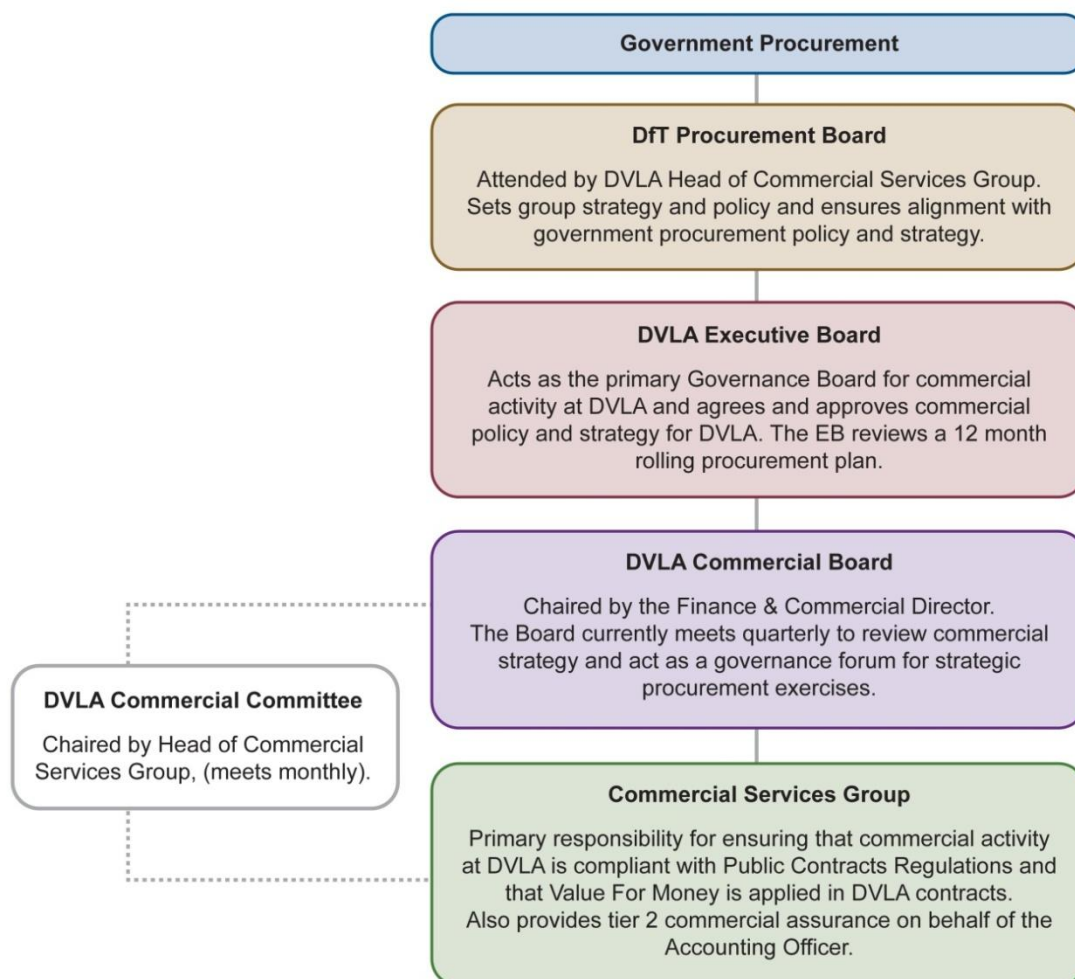 Government Procurement
DfT Procurement Board
Attended by DVLA Head of Commercial Services Group.
Sets group strategy and policy and ensures alignment with
government procurement policy and strategy.
DVLA Executive Board
Acts as the primary Governance Board for commercial
activity at DVLA and agrees and approves commercial
policy and strategy for DVLA. The EB reviews a 12 month
rolling procurement plan.
DVLA Commercial Board
Chaired by the Finance & Commercial Director.
The Board currently meets quarterly to review commercial
strategy and act as a governance forum for strategic
procurement exercises.
DVLA Commercial Committee
Chaired by Head of Commercial
Services Group, (meets monthly).
Commercial Services Group
Primary responsibility for ensuring that commercial activity
at DVLA is compliant with Public Contracts Regulations and
that Value For Money is applied in DVLA contracts.
Also provides tier 2 commercial assurance on behalf of the
Accounting Officer.